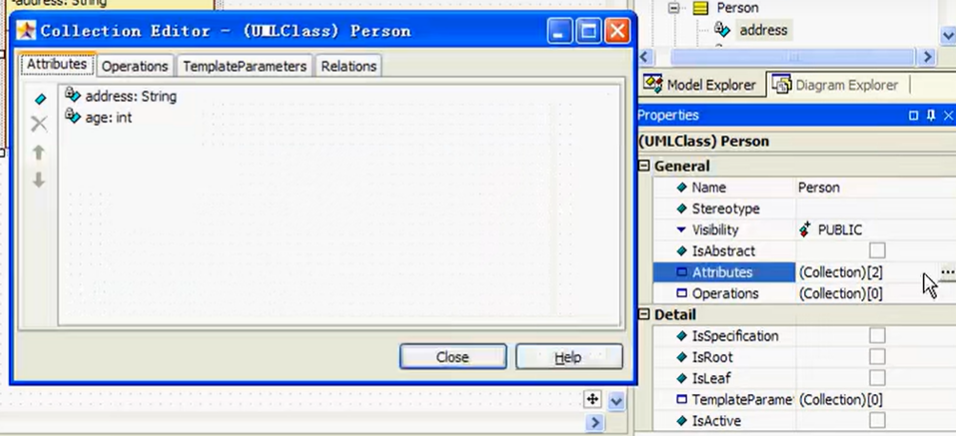 -address: String
Collection Editor - (UMLClass) Person
Attributes
Operations
TemplateParameters
Relations
address: String
age: int
Close
Help
Person
address
Model Explorer
Diagram Explorer
Properties
(UMLClass) Person
General
Name Person
Stereotype
Visibility PUBLIC
IsAbstract
Attributes (Collection)[2] ...
Operations (Collection)[0]
Detail
IsSpecification
IsRoot
IsLeaf
TemplateParame (Collection)[0]
IsActive